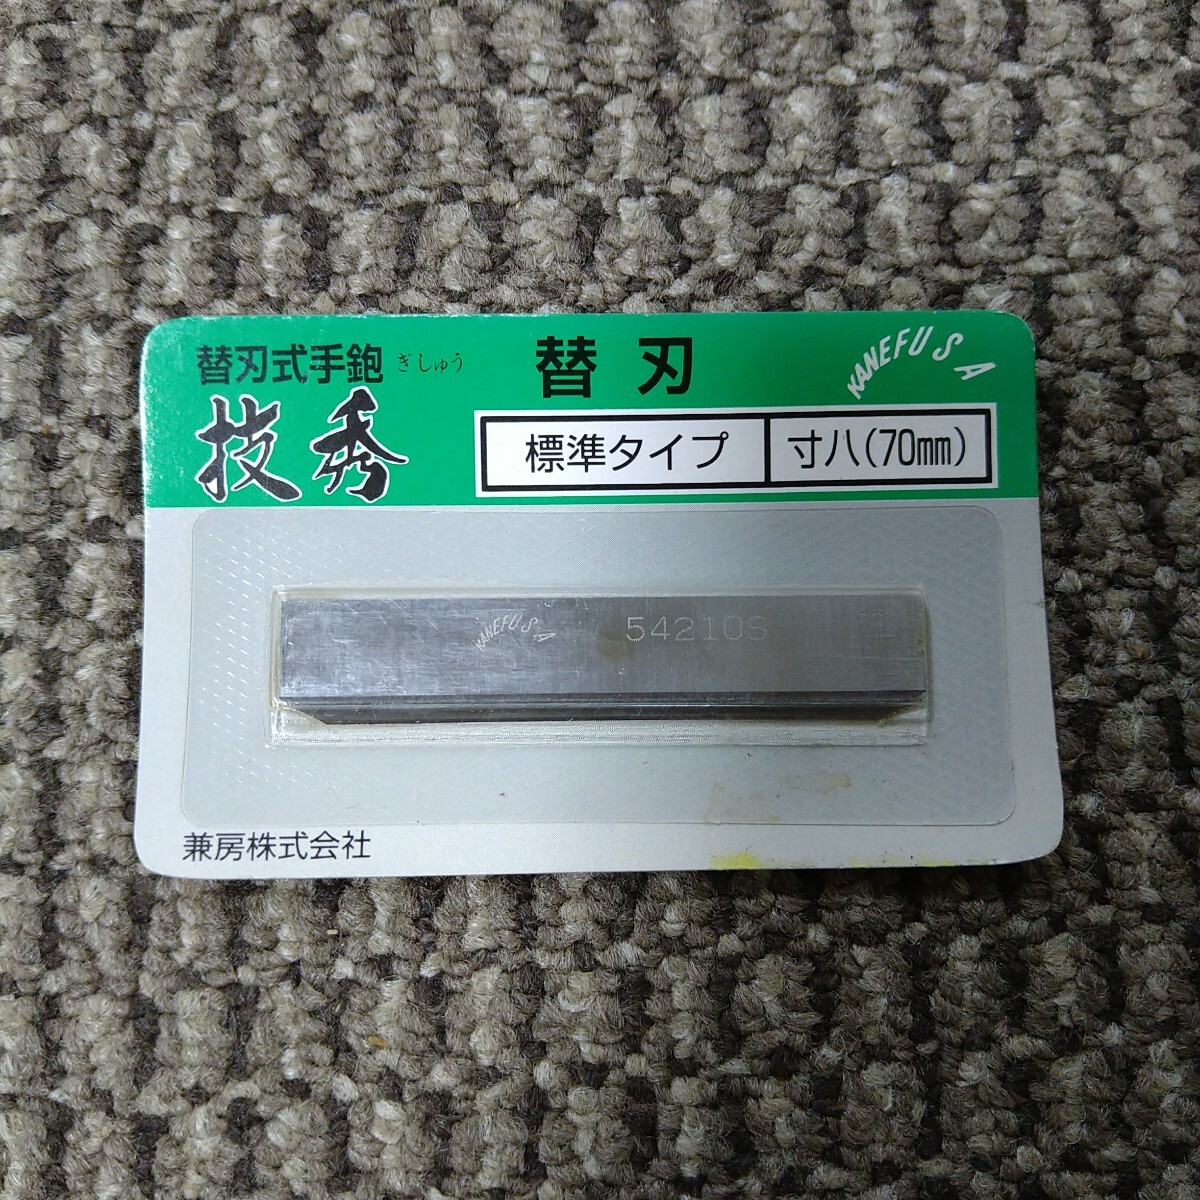 替刃式手鉋 ぎしゅう
技秀
替刃
KANEFUSA
標準タイプ 寸八(70mm)
KANEFUSA 54210S
兼房株式会社